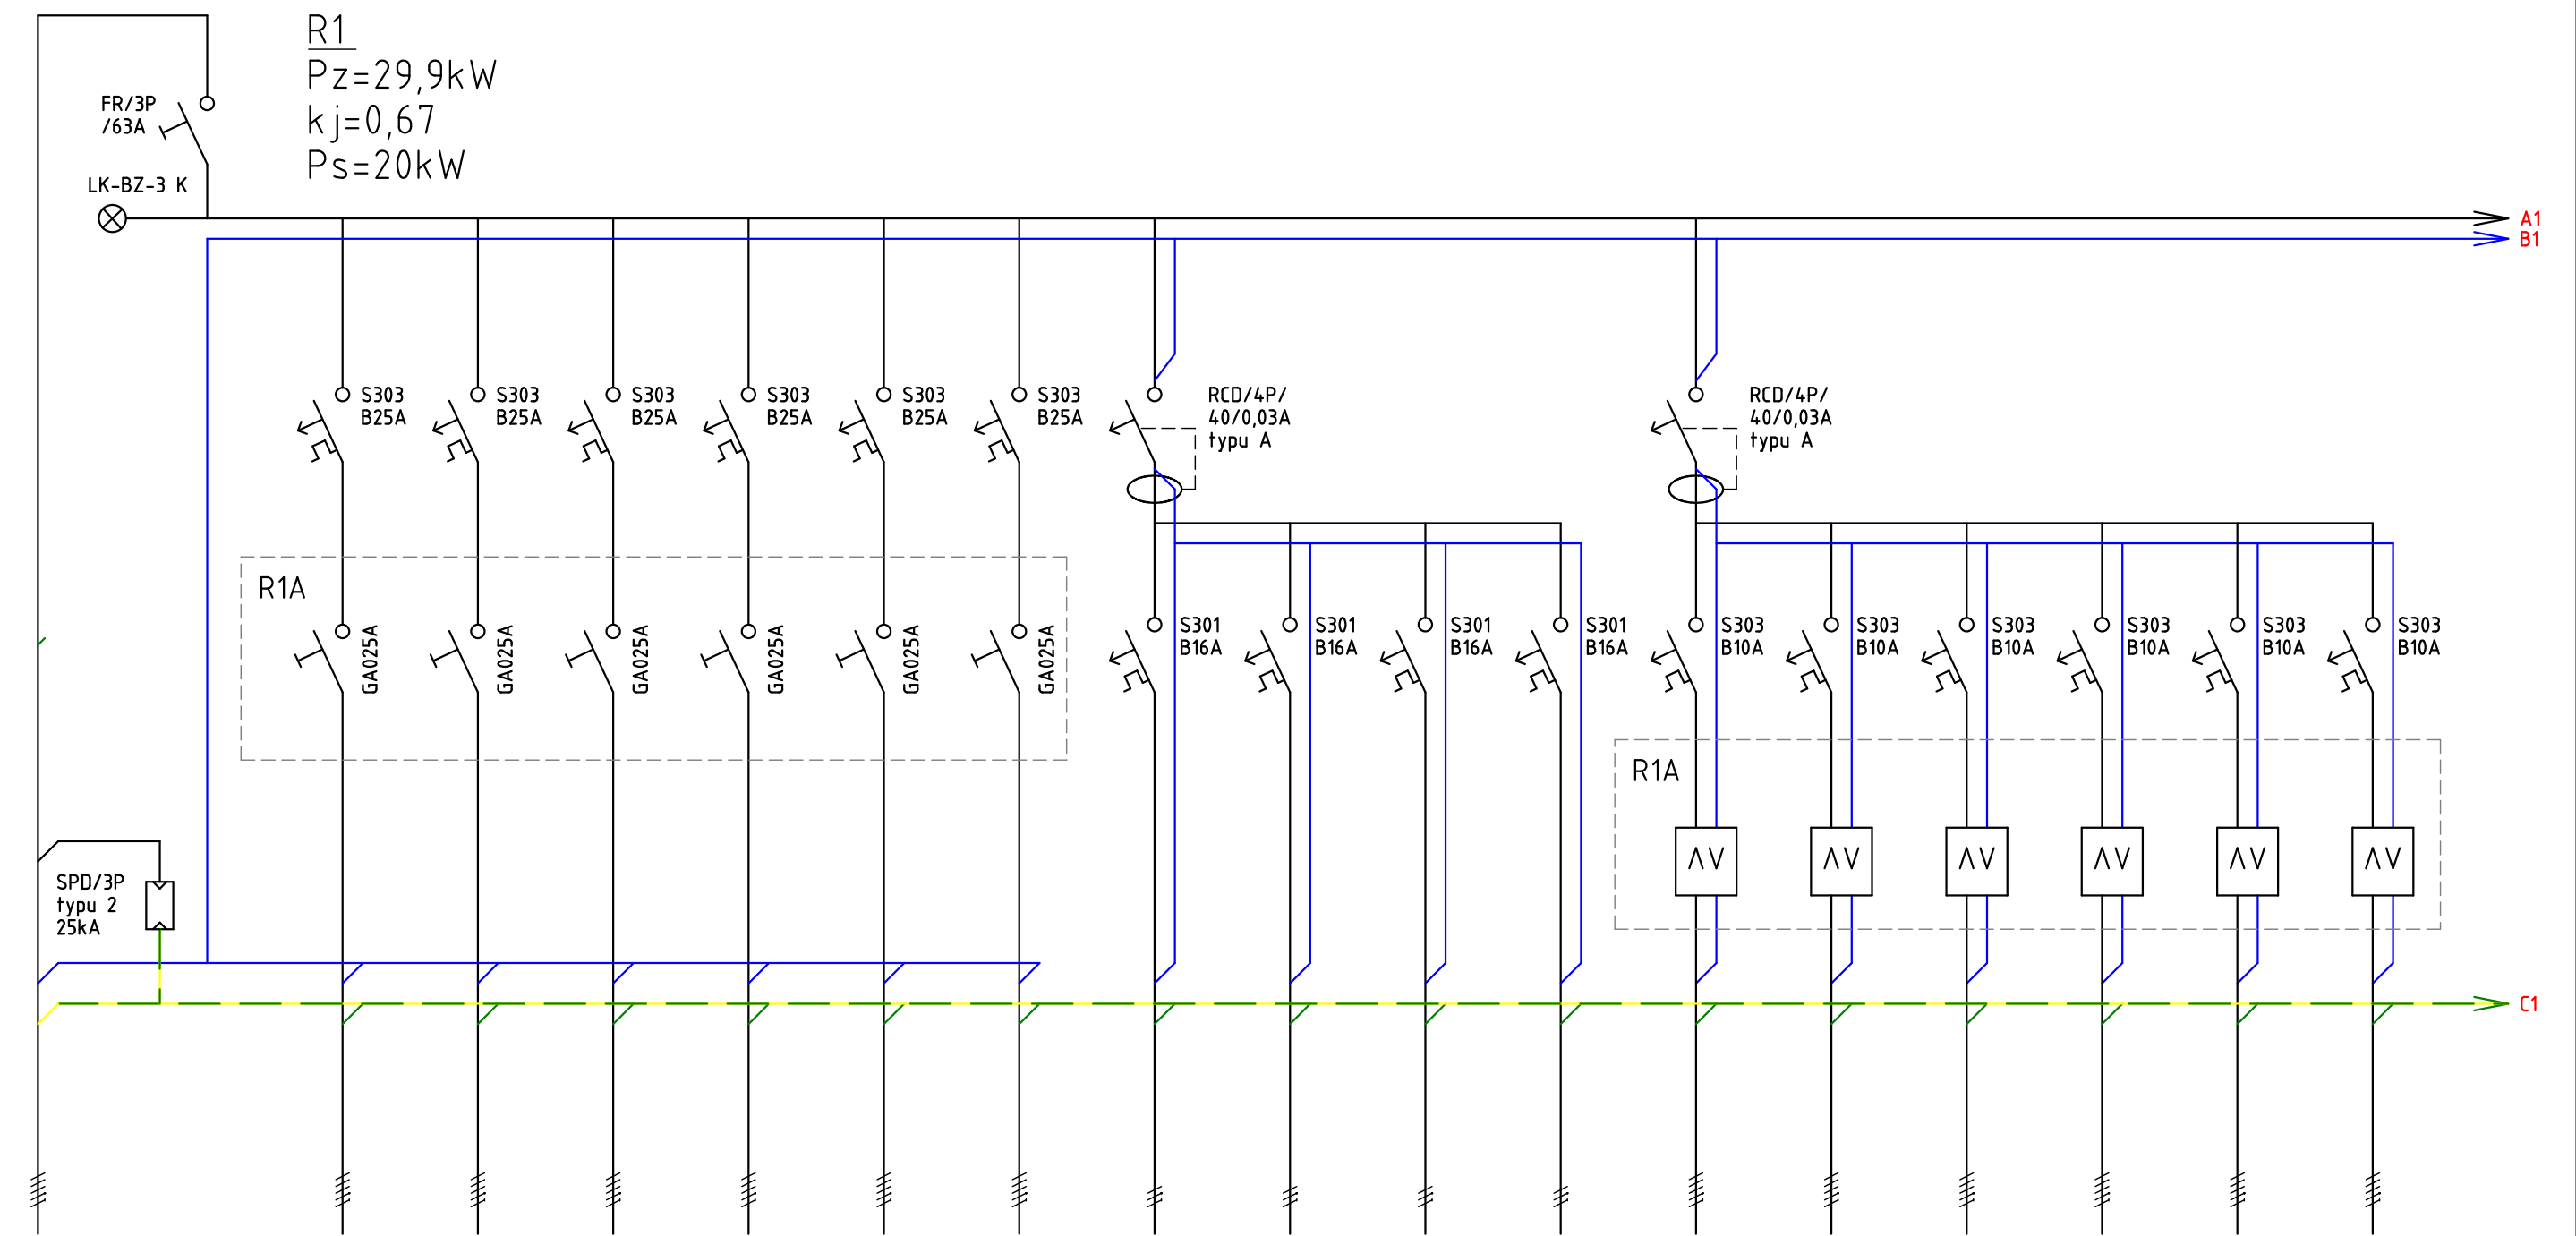 R1
Pz=29,9kW
kj=0,67
Ps=20kW
FR/3P
/63A
LK-BZ-3 K
A1
B1
S303
B25A
S303
B25A
S303
B25A
S303
B25A
S303
B25A
S303
B25A
RCD/4P/
40/0,03A
typu A
RCD/4P/
40/0,03A
typu A
R1A
GA025A
GA025A
GA025A
GA025A
GA025A
GA025A
S301
B16A
S301
B16A
S301
B16A
S301
B16A
S303
B10A
S303
B10A
S303
B10A
S303
B10A
S303
B10A
S303
B10A
R1A
SPD/3P
typu 2
25kA
C1